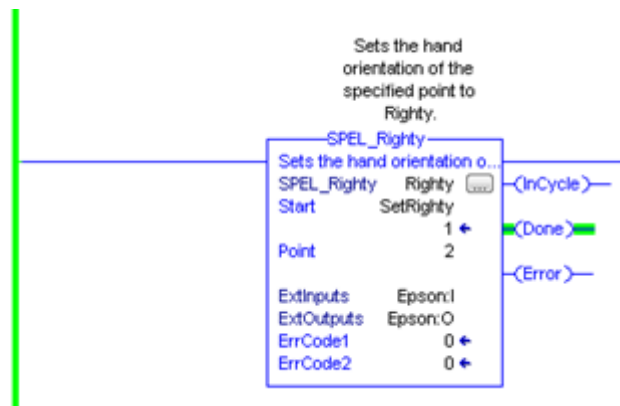 Sets the hand
orientation of the
specified point to
Righty.
SPEL_Righty
Sets the hand orientation o...
SPEL_Righty Righty ... (InCycle)
Start SetRighty
1 (Done)
Point 2
(Error)
ExtInputs Epson:I
ExtOutputs Epson:O
ErrCode1 0
ErrCode2 0